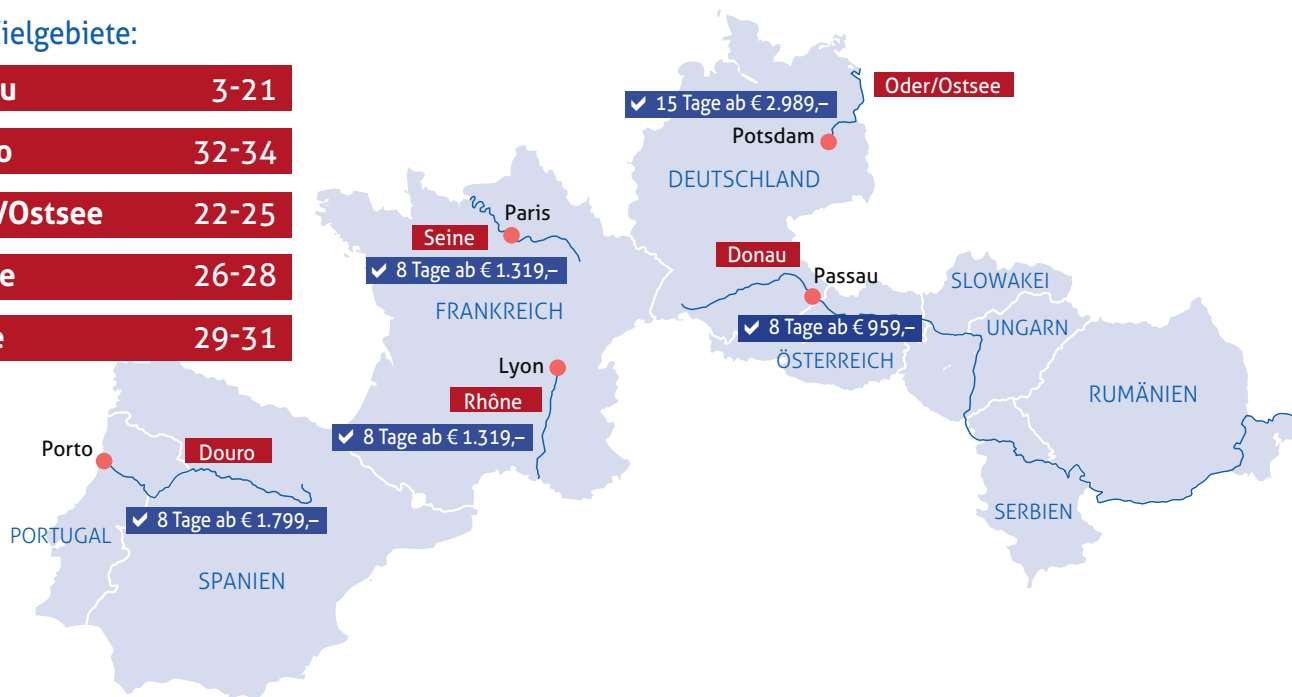 ielgebiete:
u 3-21
o 32-34
/Ostsee 22-25
e 26-28
e 29-31
Oder/Ostsee
✔ 15 Tage ab € 2.989,–
Potsdam
DEUTSCHLAND
Paris
Seine
✔ 8 Tage ab € 1.319,–
FRANKREICH
Donau
Passau
✔ 8 Tage ab € 959,–
ÖSTERREICH
SLOWAKEI
UNGARN
RUMÄNIEN
SERBIEN
Lyon
Rhône
✔ 8 Tage ab € 1.319,–
Porto
Douro
✔ 8 Tage ab € 1.799,–
PORTUGAL
SPANIEN